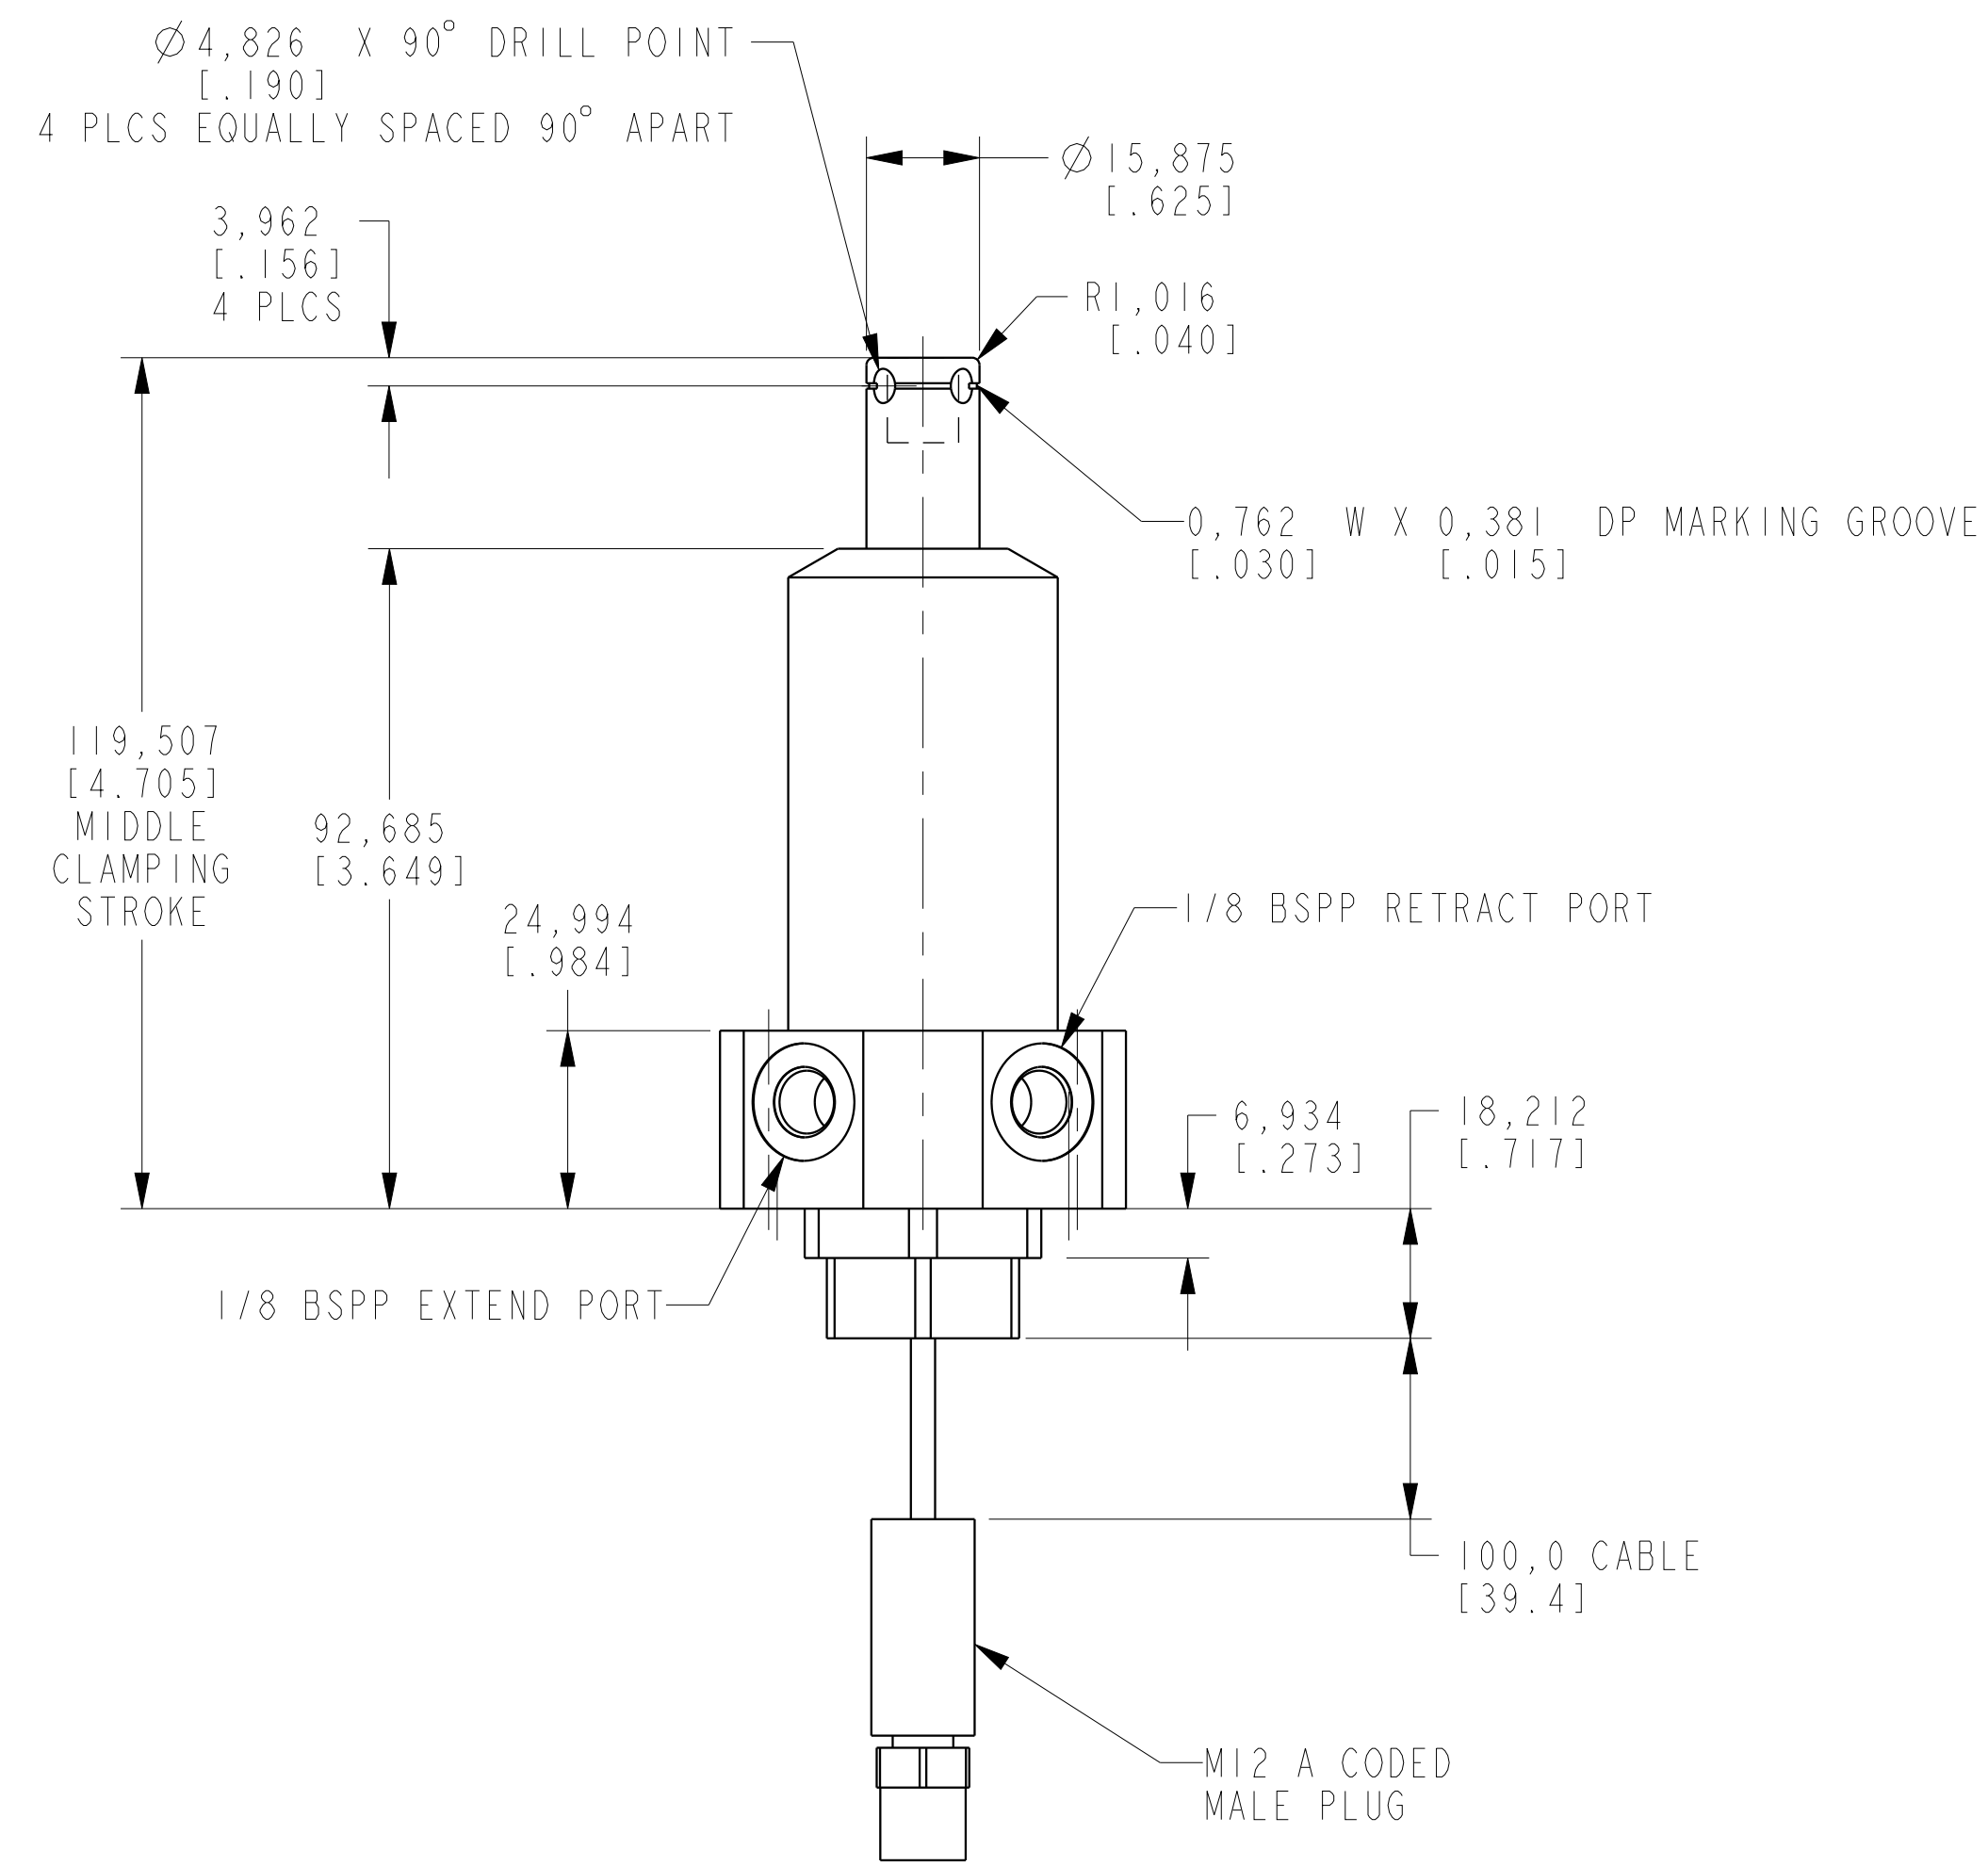 Ø4,826 X 90° DRILL POINT
[.190]
4 PLCS EQUALLY SPACED 90° APART
Ø15,875
[.625]
3,962
[.156]
4 PLCS
R1,016
[.040]
0,762 W X 0,381 DP MARKING GROOVE
[.030] [.015]
119,507
[4.705]
MIDDLE
CLAMPING
STROKE
92,685
[3.649]
24,994
[.984]
1/8 BSPP RETRACT PORT
6,934
[.273]
18,212
[.717]
1/8 BSPP EXTEND PORT
100,0 CABLE
[39.4]
M12 A CODED
MALE PLUG